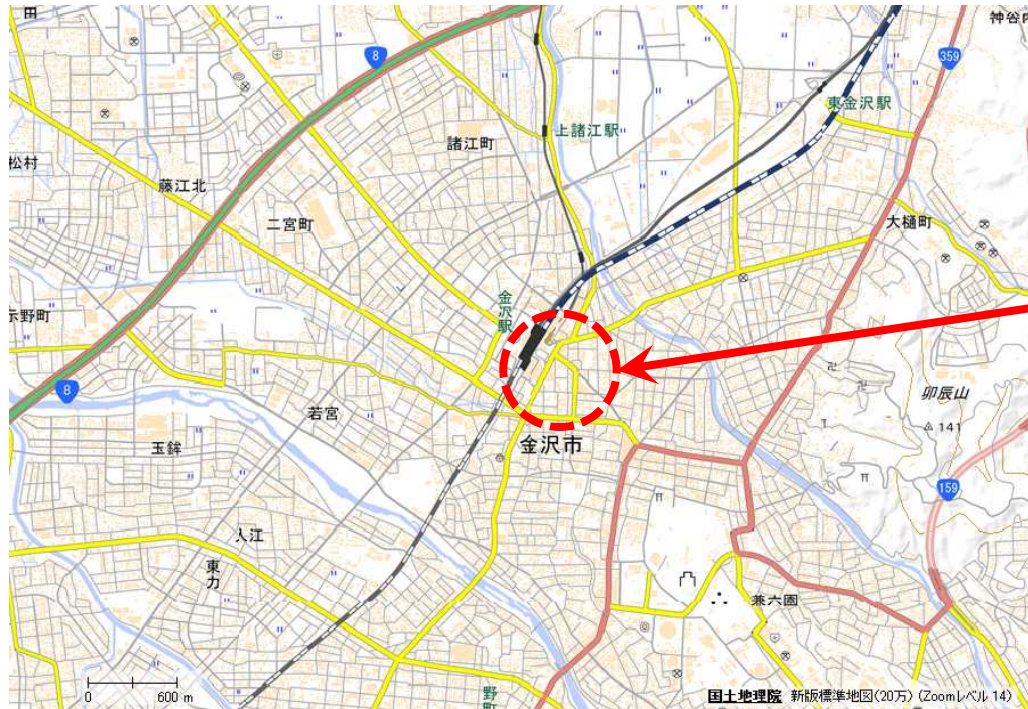 田
8
359
神谷内
東金沢駅
諸江町
上諸江駅
松村
藤江北
二宮町
大樋町
金沢駅
示野町
8
若宮
卯辰山
141
玉鉾
金沢市
159
入江
東力
兼六園
0 600 m
野町
国土地理院 新版標準地図(20万) (Zoomレベル 14)